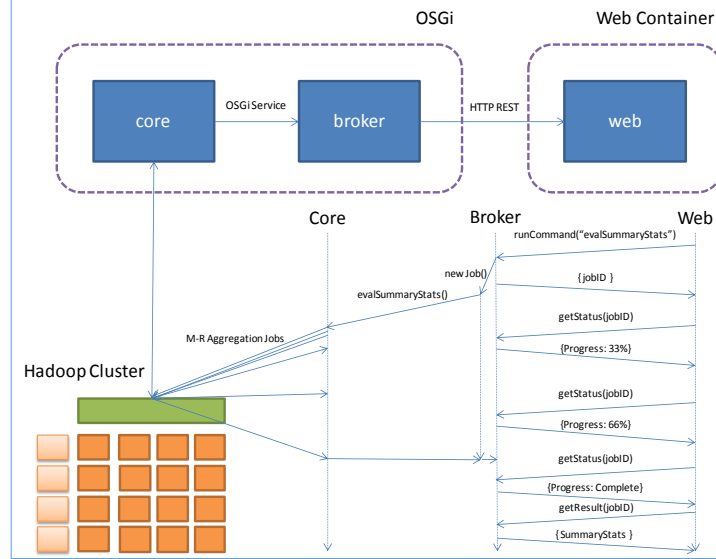 OSGi
Web Container
core
OSGi Service
broker
HTTP REST
web
Core
Broker
Web
runCommand("evalSummaryStats")
new Job()
{ jobID }
evalSummaryStats()
getStatus(jobID)
M-R Aggregation Jobs
{Progress: 33%}
Hadoop Cluster
getStatus(jobID)
{Progress: 66%}
getStatus(jobID)
{Progress: Complete}
getResult(jobID)
{ SummaryStats }